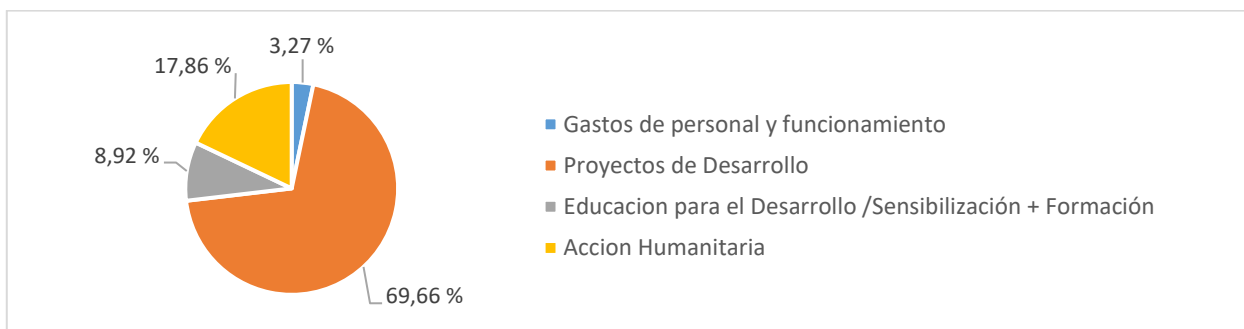 3,27 %
17,86 %
8,92 %
69,66 %
Gastos de personal y funcionamiento
Proyectos de Desarrollo
Educacion para el Desarrollo /Sensibilización + Formación
Accion Humanitaria